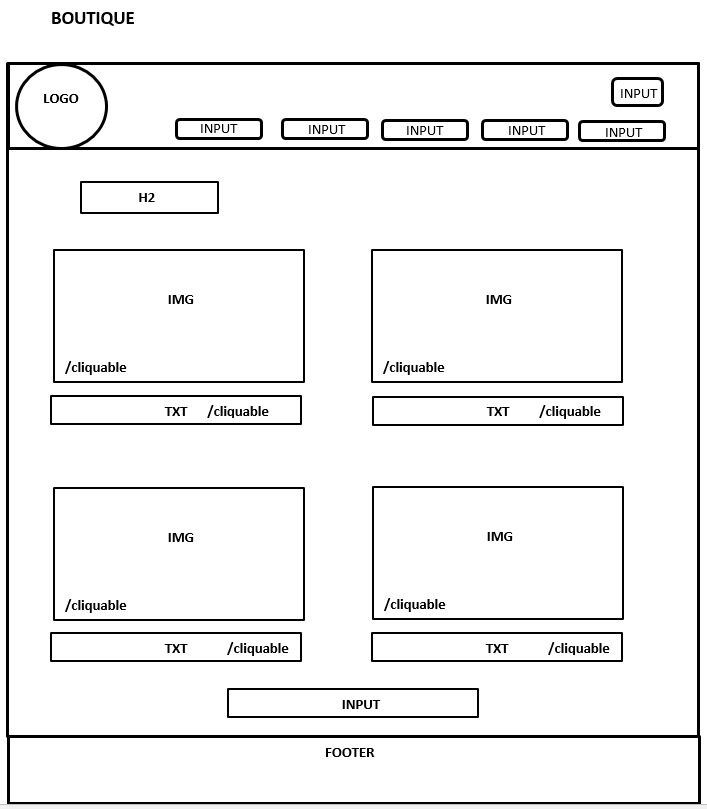 BOUTIQUE
LOGO
INPUT
INPUT INPUT INPUT INPUT INPUT
H2
IMG IMG
/cliquable /cliquable
TXT /cliquable TXT /cliquable
IMG IMG
/cliquable /cliquable
TXT /cliquable TXT /cliquable
INPUT
FOOTER